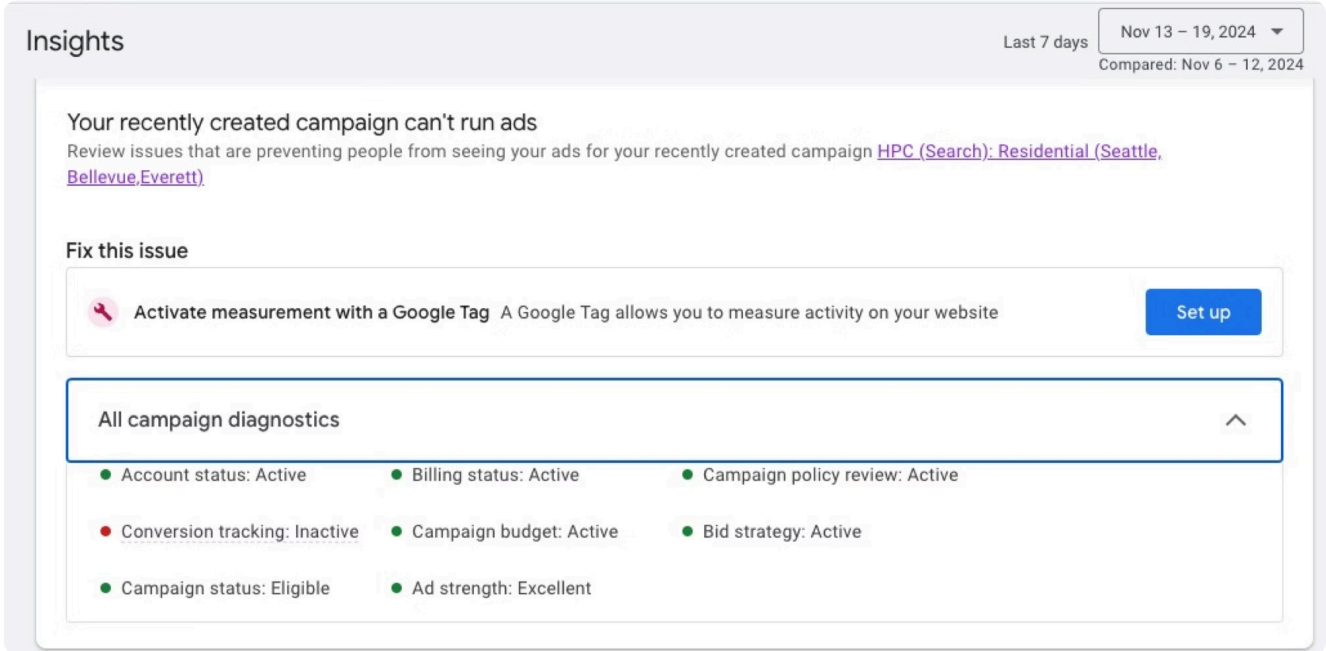 Insights
Last 7 days
Nov 13 – 19, 2024
Compared: Nov 6 – 12, 2024
Your recently created campaign can't run ads
Review issues that are preventing people from seeing your ads for your recently created campaign HPC (Search): Residential (Seattle,
Bellevue,Everett)
Fix this issue
Activate measurement with a Google Tag A Google Tag allows you to measure activity on your website
Set up
All campaign diagnostics
Account status: Active Billing status: Active Campaign policy review: Active
Conversion tracking: Inactive Campaign budget: Active Bid strategy: Active
Campaign status: Eligible Ad strength: Excellent